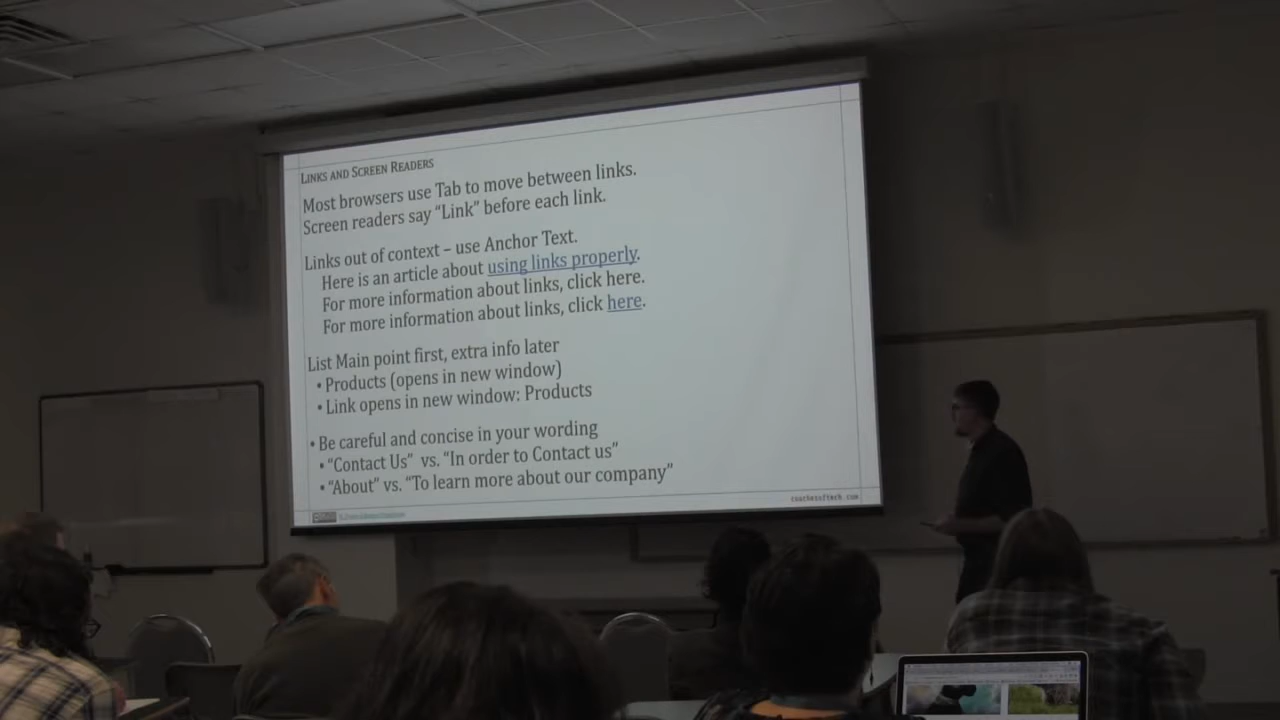 LINKS AND SCREEN READERS
Most browsers use Tab to move between links.
Screen readers say “Link” before each link.
Links out of context – use Anchor Text.
Here is an article about using links properly.
For more information about links, click here.
For more information about links, click here.
List Main point first, extra info later
• Products (opens in new window)
• Link opens in new window: Products
• Be careful and concise in your wording
• “Contact Us” vs. “In order to Contact us”
• “About” vs. “To learn more about our company”
coachesoftech.com